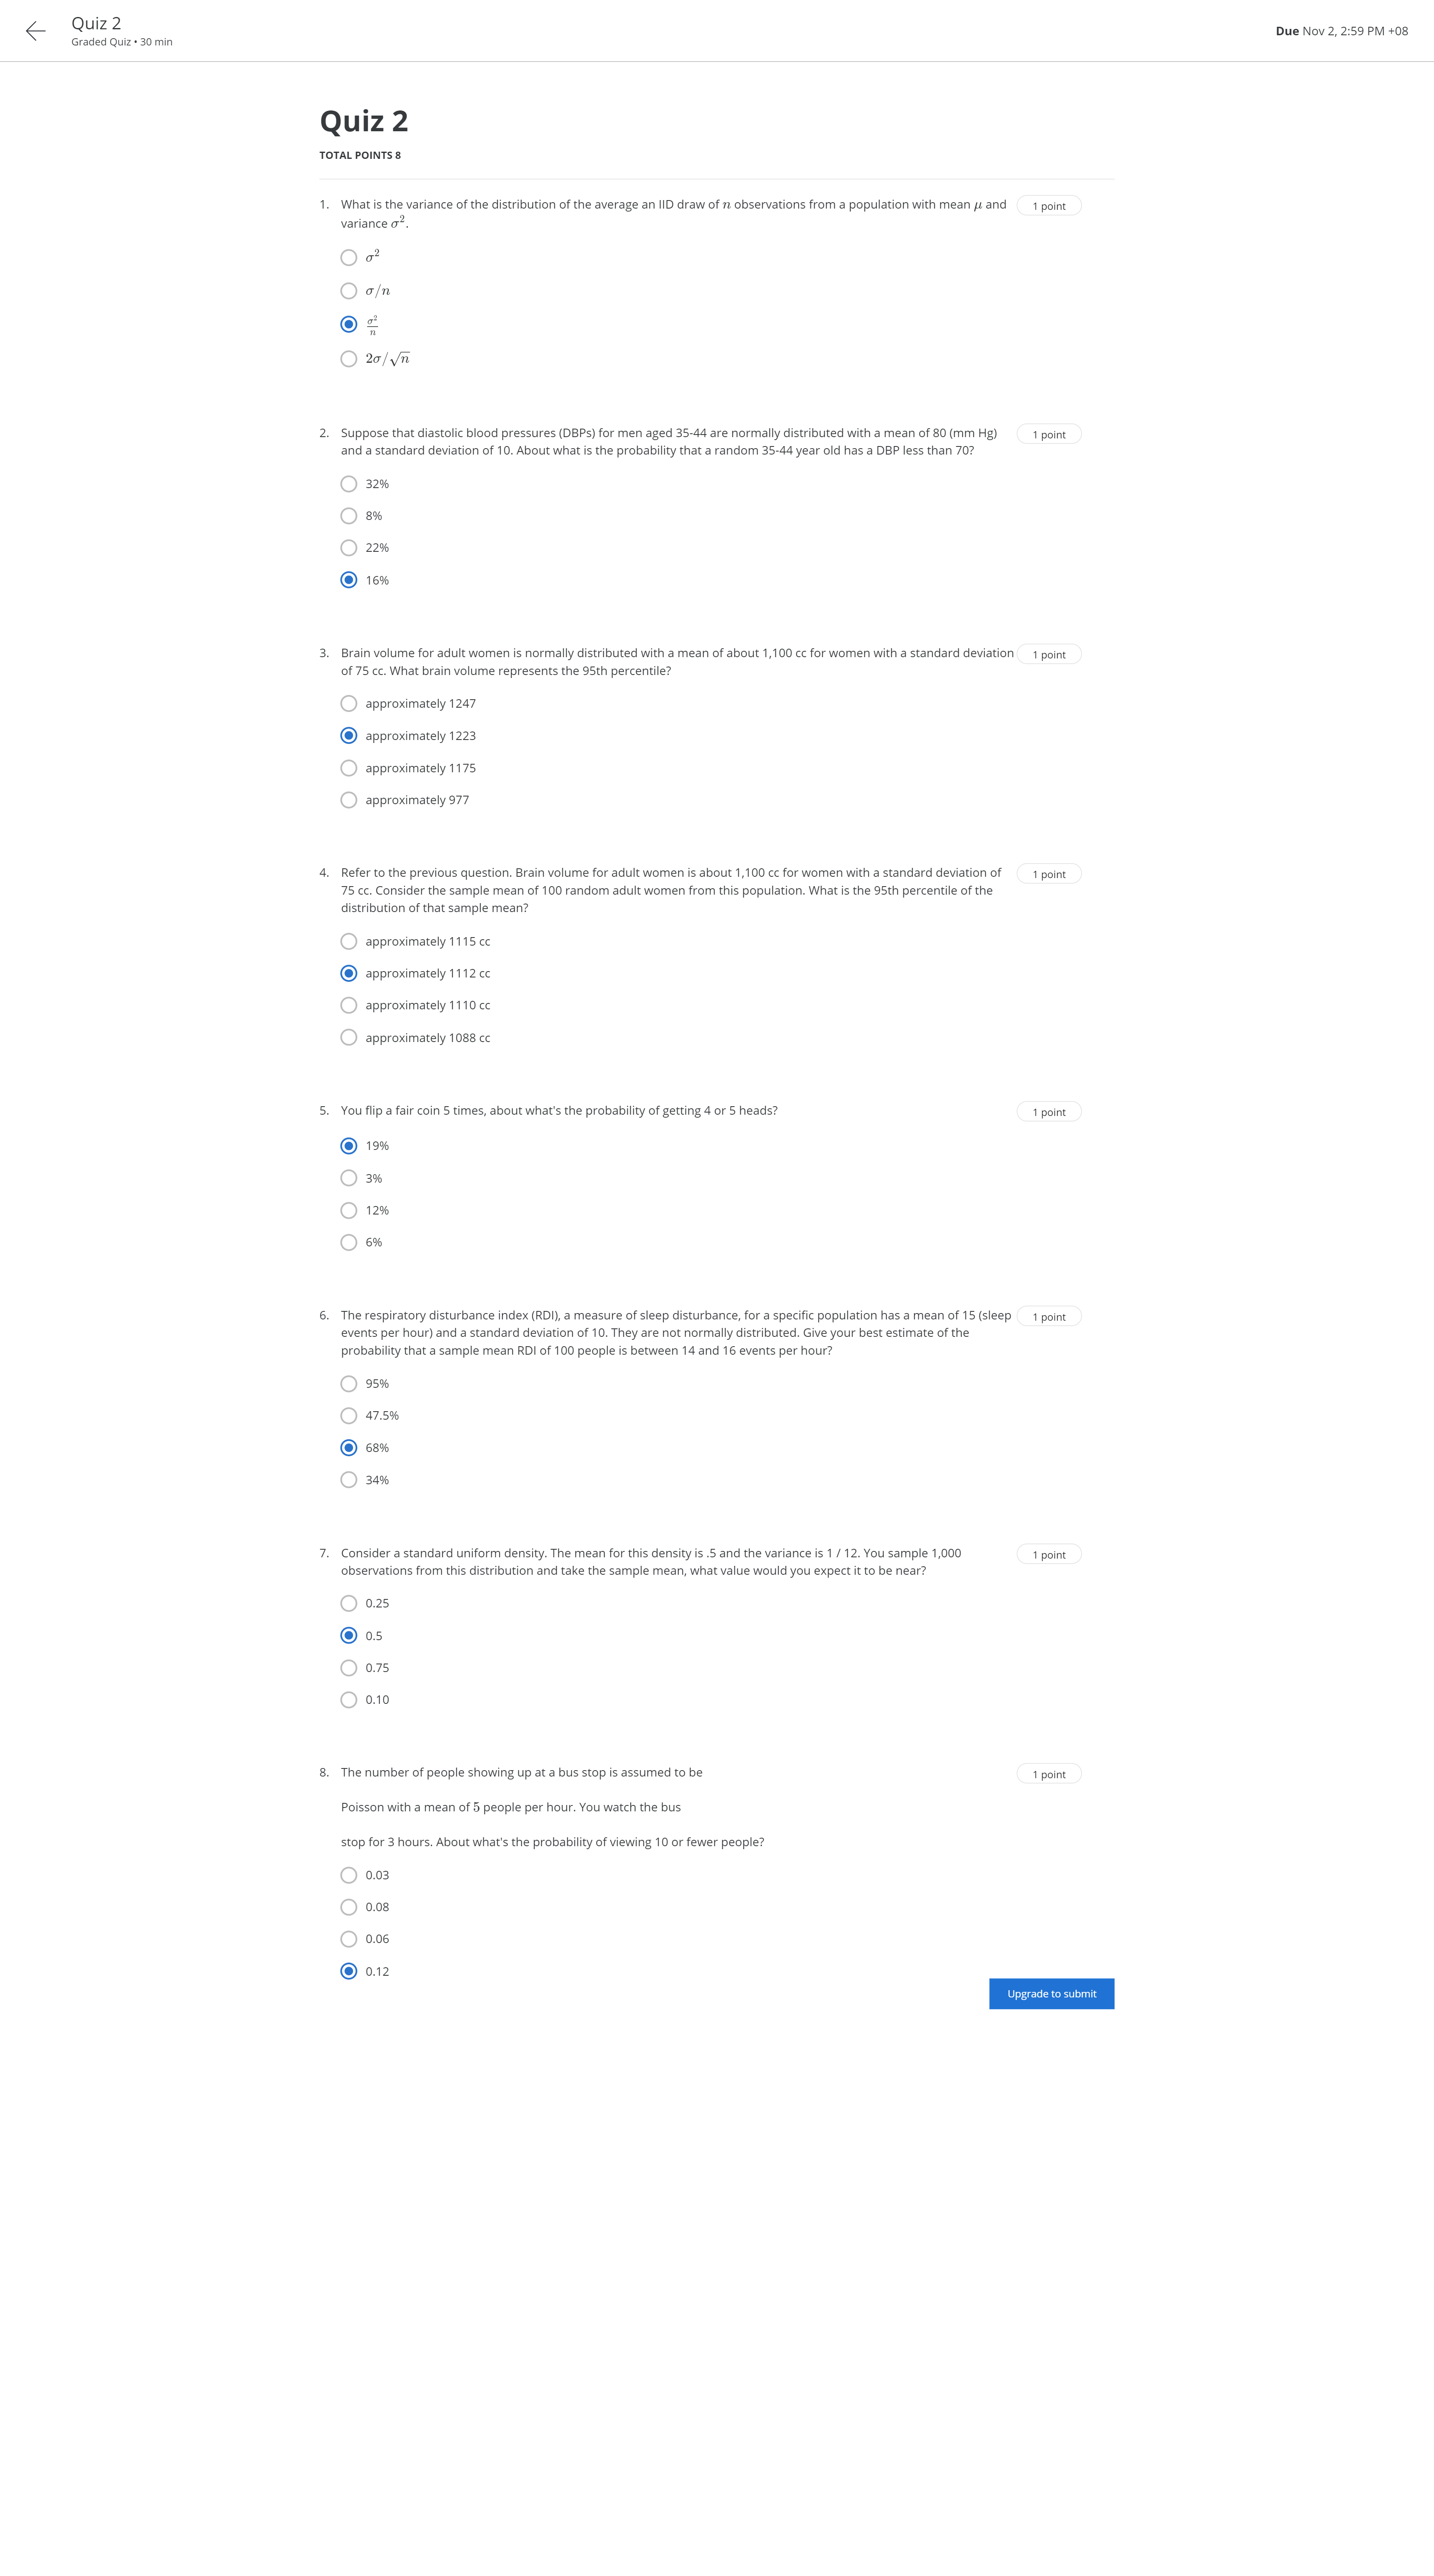 Quiz 2
Graded Quiz • 30 min
Due Nov 2, 2:59 PM +08
Quiz 2
TOTAL POINTS 8
1. What is the variance of the distribution of the average an IID draw of n observations from a population with mean μ and
variance σ².
1 point
σ²
σ/n
σ²/n
2σ/√n
2. Suppose that diastolic blood pressures (DBPs) for men aged 35-44 are normally distributed with a mean of 80 (mm Hg)
and a standard deviation of 10. About what is the probability that a random 35-44 year old has a DBP less than 70?
1 point
32%
8%
22%
16%
3. Brain volume for adult women is normally distributed with a mean of about 1,100 cc for women with a standard deviation
of 75 cc. What brain volume represents the 95th percentile?
1 point
approximately 1247
approximately 1223
approximately 1175
approximately 977
4. Refer to the previous question. Brain volume for adult women is about 1,100 cc for women with a standard deviation of
75 cc. Consider the sample mean of 100 random adult women from this population. What is the 95th percentile of the
distribution of that sample mean?
1 point
approximately 1115 cc
approximately 1112 cc
approximately 1110 cc
approximately 1088 cc
5. You flip a fair coin 5 times, about what's the probability of getting 4 or 5 heads?
1 point
19%
3%
12%
6%
6. The respiratory disturbance index (RDI), a measure of sleep disturbance, for a specific population has a mean of 15 (sleep
events per hour) and a standard deviation of 10. They are not normally distributed. Give your best estimate of the
probability that a sample mean RDI of 100 people is between 14 and 16 events per hour?
1 point
95%
47.5%
68%
34%
7. Consider a standard uniform density. The mean for this density is .5 and the variance is 1 / 12. You sample 1,000
observations from this distribution and take the sample mean, what value would you expect it to be near?
1 point
0.25
0.5
0.75
0.10
8. The number of people showing up at a bus stop is assumed to be
1 point
Poisson with a mean of 5 people per hour. You watch the bus
stop for 3 hours. About what's the probability of viewing 10 or fewer people?
0.03
0.08
0.06
0.12
Upgrade to submit